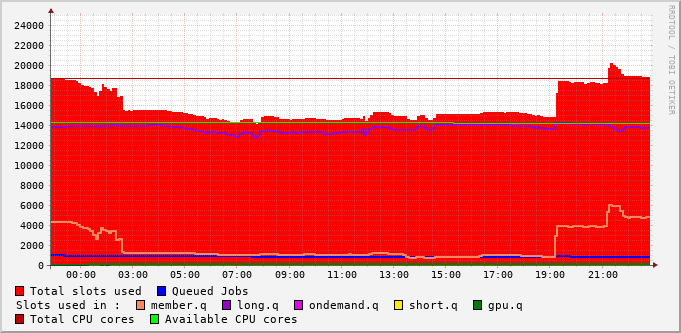 24000
22000
20000
18000
16000
14000
12000
10000
8000
6000
4000
2000
0
00:00 03:00 05:00 07:00 09:00 11:00 13:00 15:00 17:00 19:00 21:00
Total slots used Queued Jobs
Slots used in : member.q long.q ondemand.q short.q gpu.q
Total CPU cores Available CPU cores
RRDTOOL / TOBI OETIKER